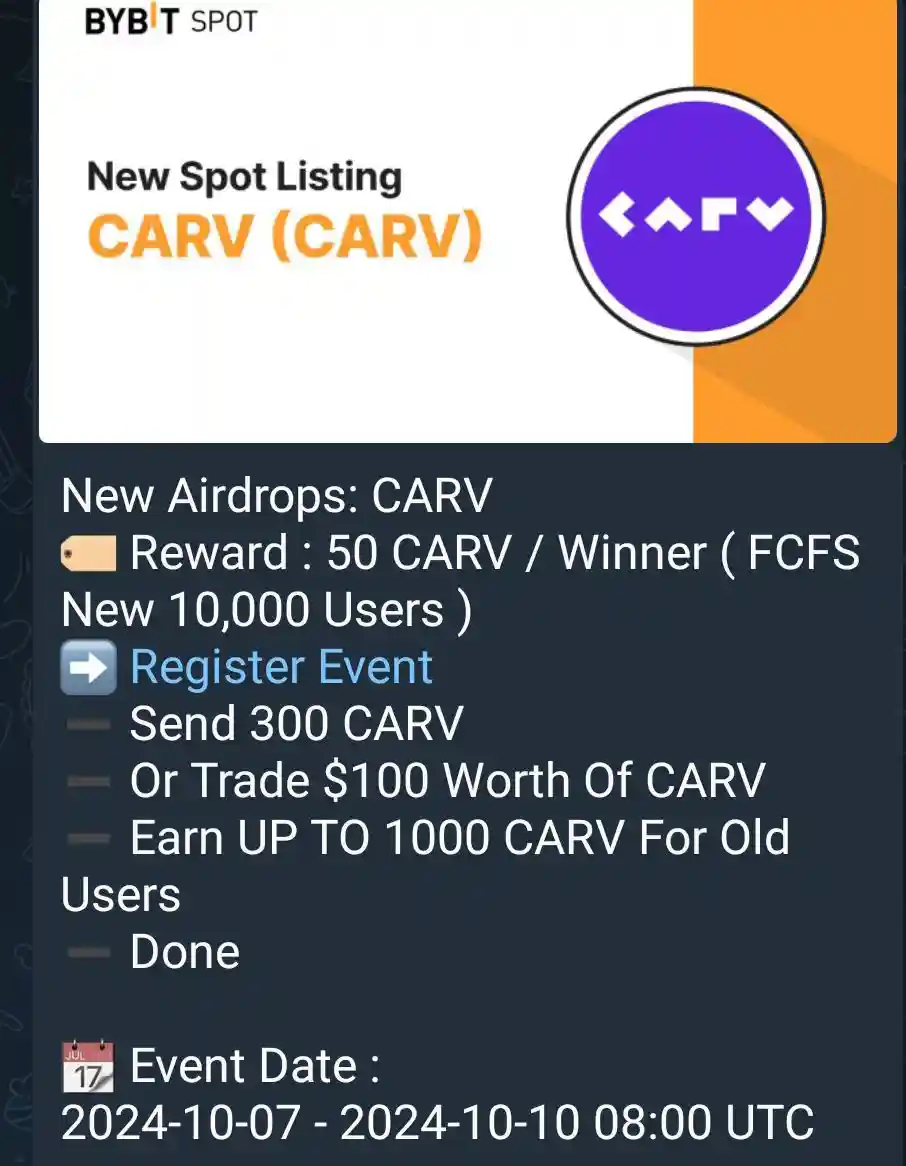 BYBIT SPOT
New Spot Listing
CARV (CARV)
CARV
New Airdrops: CARV
🏷️ Reward : 50 CARV / Winner ( FCFS
New 10,000 Users )
➡️ Register Event
➖ Send 300 CARV
➖ Or Trade $100 Worth Of CARV
➖ Earn UP TO 1000 CARV For Old
Users
➖ Done
📅 Event Date :
2024-10-07 - 2024-10-10 08:00 UTC